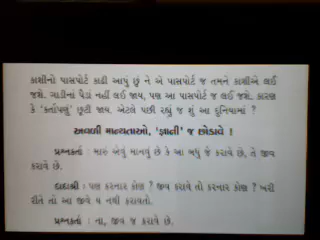 કાશીનો પાસપોર્ટ કાઢી આપું છું ને એ પાસપોર્ટ જ તમને કાશીએ લઈ
જશે. ગાડીનાં પૈડાં નહીં લઈ જાય, પણ આ પાસપોર્ટ જ લઈ જશે. કારણ
કે ‘કર્તાપણું’ છૂટી જાય. એટલે પછી રહ્યું જ શું આ દુનિયામાં ?
અવળી માન્યતાઓ, ‘જ્ઞાની’ જ છોડાવે !
પ્રશ્નકર્તા : મારું એવું માનવું છે કે આ બધું જે કરાવે છે, તે જીવ
કરાવે છે.
દાદાશ્રી : પણ કરનાર કોણ ? જીવ કરાવે તો કરનાર કોણ ? ખરી
રીતે તો આ જીવે ય નથી કરાવતો.
પ્રશ્નકર્તા : ના, જીવ જ કરાવે છે.